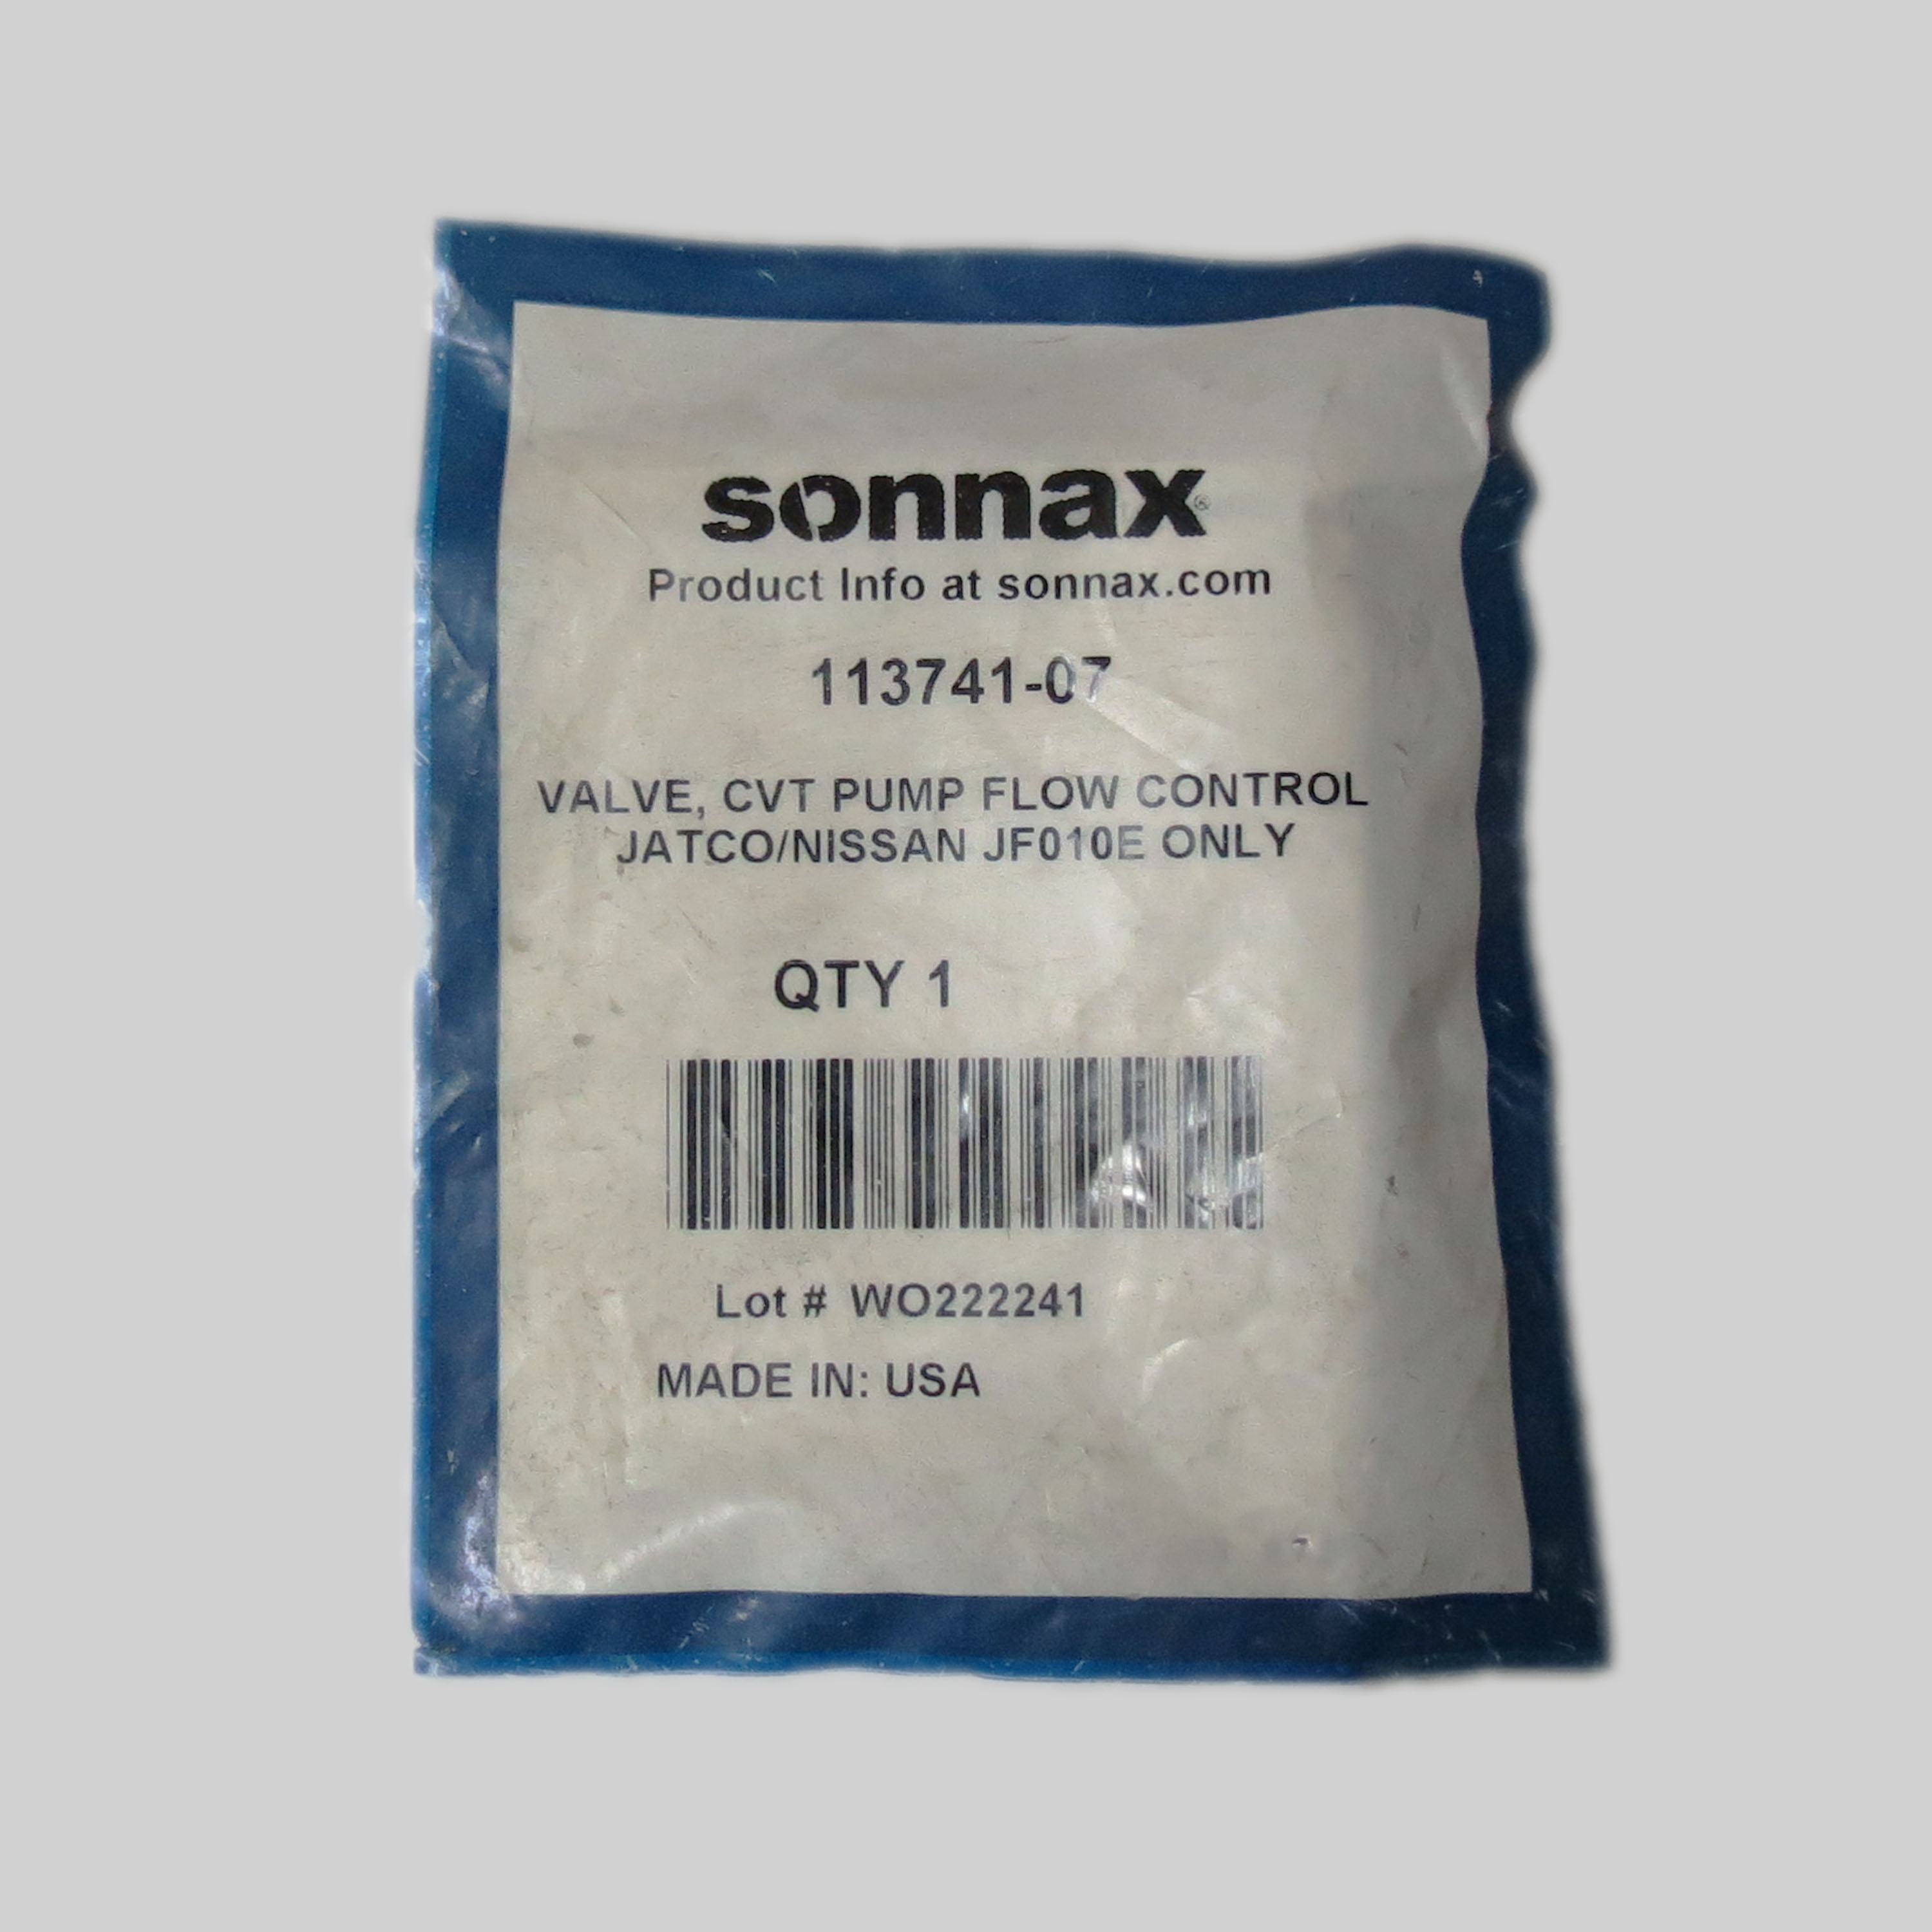 sonnax®
Product Info at sonnax.com
113741-07
VALVE, CVT PUMP FLOW CONTROL
JATCO/NISSAN JF010E ONLY
QTY 1
Lot # WO222241
MADE IN: USA